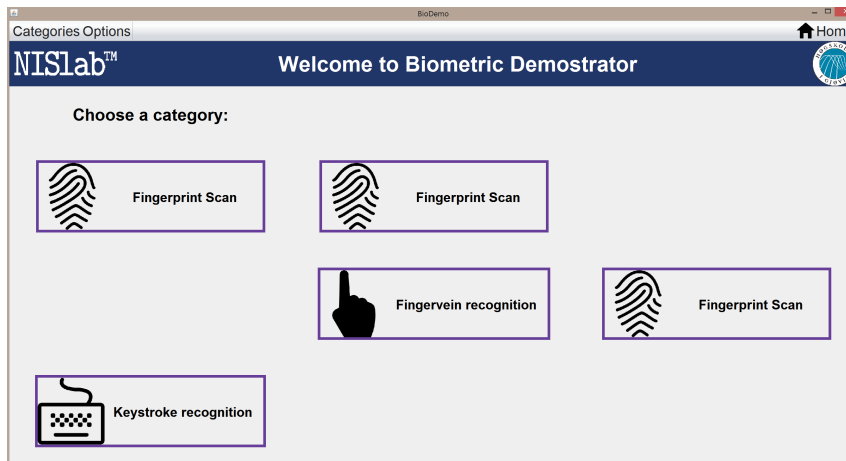 BioDemo
Categories Options
Hom
NISlab™
Welcome to Biometric Demostrator
Choose a category:
Fingerprint Scan
Fingerprint Scan
Fingervein recognition
Fingerprint Scan
Keystroke recognition